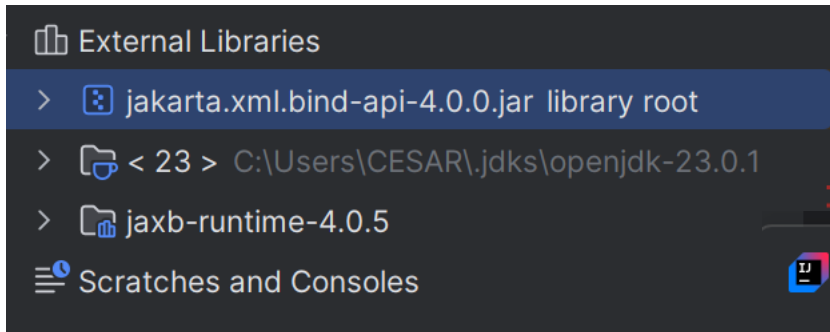 External Libraries
jakarta.xml.bind-api-4.0.0.jar library root
< 23 > C:\Users\CESAR\.jdks\openjdk-23.0.1
jaxb-runtime-4.0.5
Scratches and Consoles
IJ